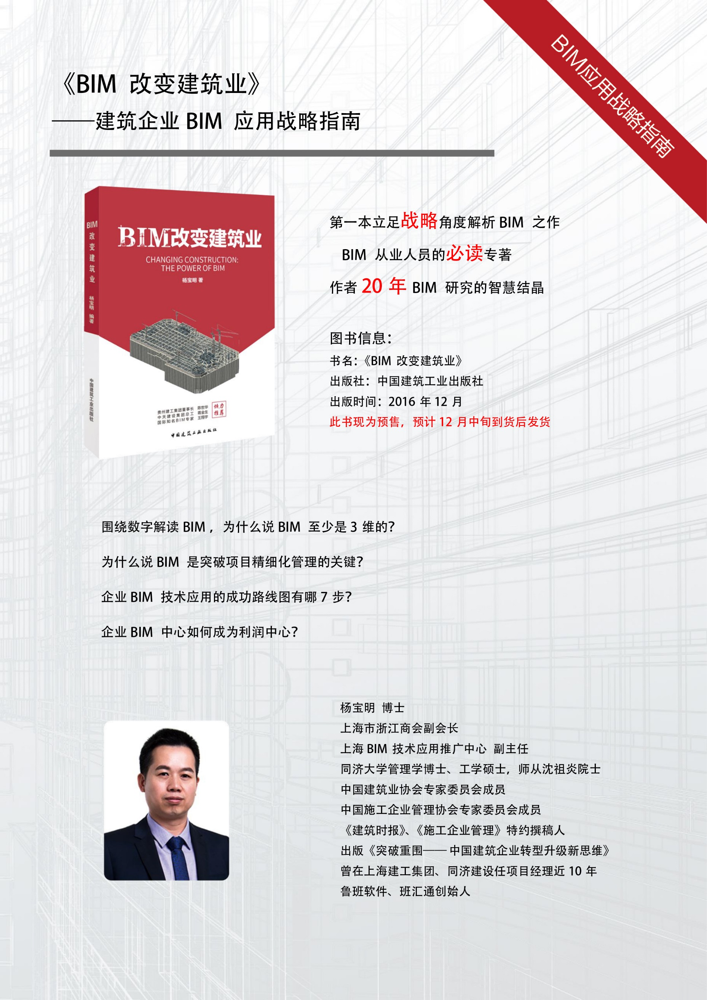 BIM应用战略指南
《BIM 改变建筑业》
——建筑企业 BIM 应用战略指南
BIM 改变建筑业 杨宝明 编著 中国建筑工业出版社
BIM改变建筑业
CHANGING CONSTRUCTION:
THE POWER OF BIM
杨宝明 著
贵州建工集团董事长 陈世华
中天建设集团总工 蒋金生
国际知名BIM专家 王翔宇
倾力
推荐
中国建筑工业出版社
第一本立足战略角度解析 BIM 之作
BIM 从业人员的必读专著
作者 20 年 BIM 研究的智慧结晶
图书信息：
书名：《BIM 改变建筑业》
出版社：中国建筑工业出版社
出版时间：2016 年 12 月
此书现为预售，预计 12 月中旬到货后发货
围绕数字解读 BIM ，为什么说 BIM 至少是 3 维的？
为什么说 BIM 是突破项目精细化管理的关键？
企业 BIM 技术应用的成功路线图有哪 7 步？
企业 BIM 中心如何成为利润中心？
杨宝明 博士
上海市浙江商会副会长
上海 BIM 技术应用推广中心 副主任
同济大学管理学博士、工学硕士，师从沈祖炎院士
中国建筑业协会专家委员会成员
中国施工企业管理协会专家委员会成员
《建筑时报》、《施工企业管理》特约撰稿人
出版《突破重围—— 中国建筑企业转型升级新思维》
曾在上海建工集团、同济建设任项目经理近 10 年
鲁班软件、班汇通创始人